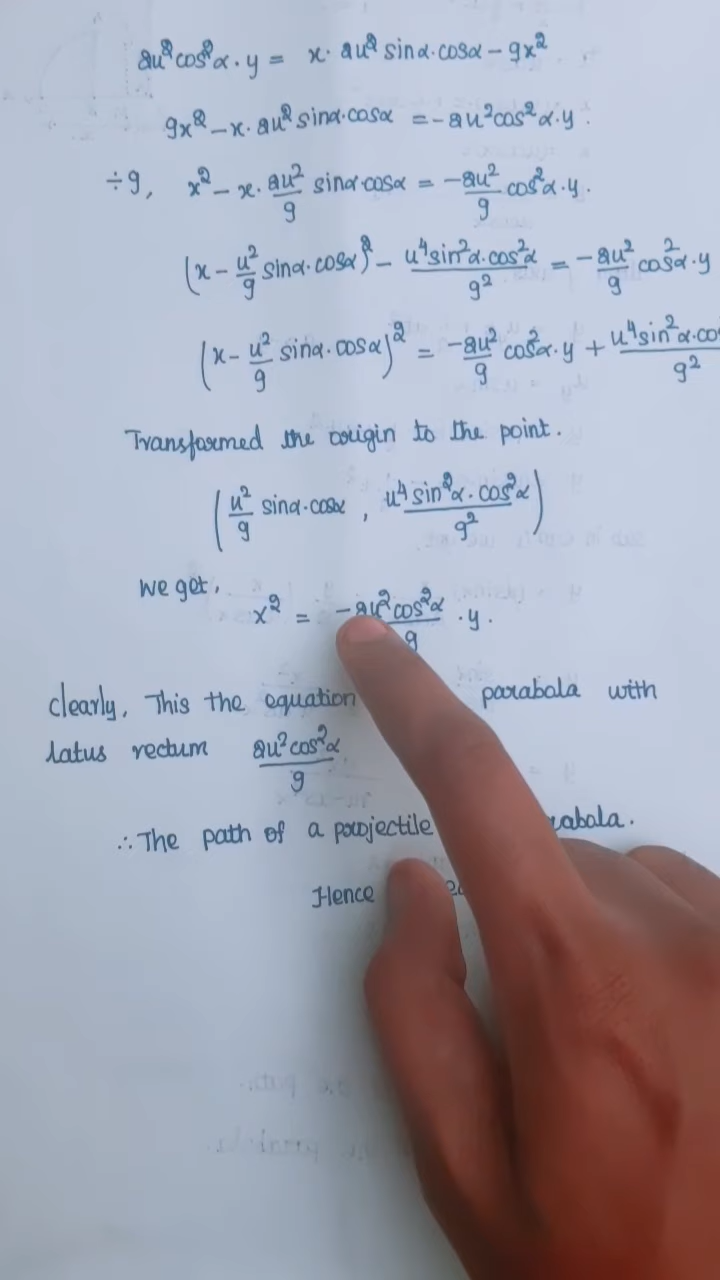 2u²cos²α · y = x · 2u² sinα · cosα − gx²
gx² − x · 2u² sinα · cosα = −2u²cos²α · y .
÷g, x² − x · 2u²/g sinα · cosα = −2u²/g cos²α · y .
(x − u²/g sinα · cosα)² − u⁴sin²α · cos²α/g² = −2u²/g cos²α · y
(x − u²/g sinα · cosα)² = −2u²/g cos²α · y + u⁴sin²α ·
Transformed the origin to the point .
(u²/g sinα · cosα , u⁴sin²α · cos²α/g²)
we get ,
x² = −2u²cos²α/g · y .
clearly, This the equation parabola with
latus rectum 2u²cos²α/g
∴ The path of a projectile
Hence